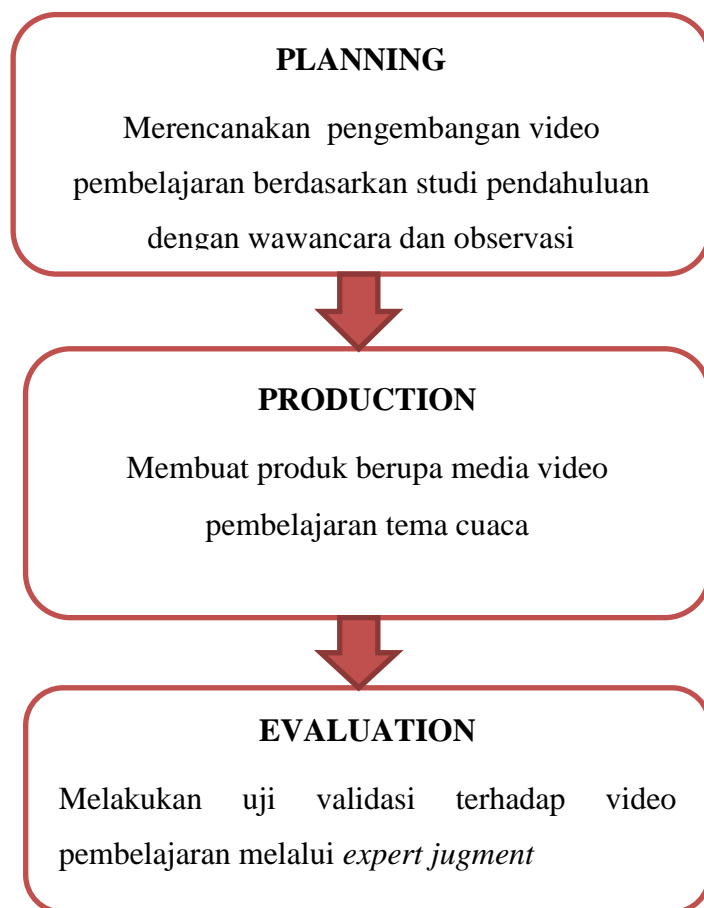 PLANNING
Merencanakan pengembangan video
pembelajaran berdasarkan studi pendahuluan
dengan wawancara dan observasi
PRODUCTION
Membuat produk berupa media video
pembelajaran tema cuaca
EVALUATION
Melakukan uji validasi terhadap video
pembelajaran melalui expert jugment